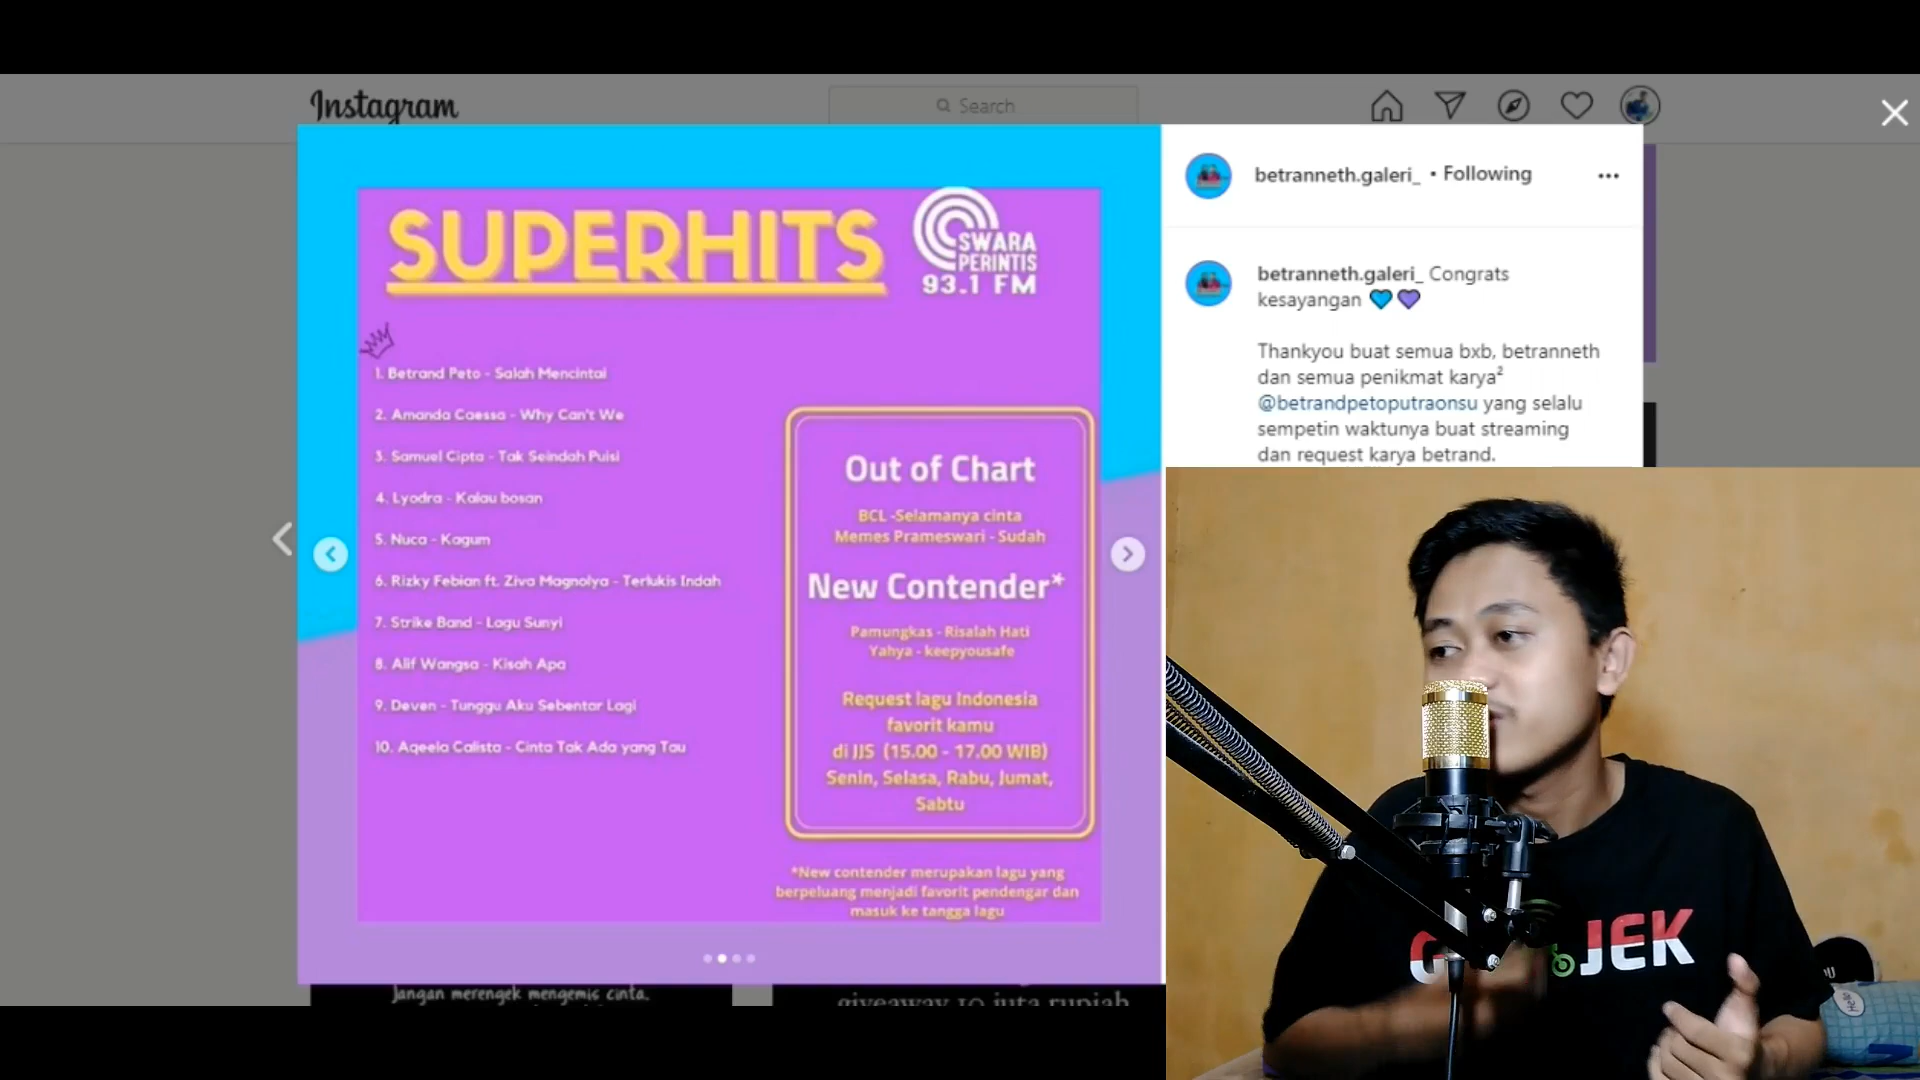 Instagram
Search
SUPERHITS
SWARA
PERINTIS
93.1 FM
1. Betrand Peto - Salah Mencintai
2. Amanda Caessa - Why Can't We
3. Samuel Cipta - Tak Seindah Puisi
4. Lyodra - Kalau bosan
5. Nuca - Kagum
6. Rizky Febian ft. Ziva Magnolya - Terlukis Indah
7. Strike Band - Lagu Sunyi
8. Alif Wangsa - Kisah Apa
9. Deven - Tunggu Aku Sebentar Lagi
10. Aqeela Calista - Cinta Tak Ada yang Tau
Out of Chart
BCL -Selamanya cinta
Memes Prameswari - Sudah
New Contender*
Pamungkas - Risalah Hati
Yahya - keepyousafe
Request lagu Indonesia
favorit kamu
di JJS (15.00 - 17.00 WIB)
Senin, Selasa, Rabu, Jumat,
Sabtu
*New contender merupakan lagu yang
berpeluang menjadi favorit pendengar dan
masuk ke tangga lagu
betranneth.galeri_ • Following
betranneth.galeri_ Congrats
kesayangan
Thankyou buat semua bxb, betranneth
dan semua penikmat karya²
@betrandpetoputraonsu yang selalu
sempetin waktunya buat streaming
dan request karya betrand.
Jangan merengek mengemis cinta.
giveaway 10 juta rupiah
JEK
Hello